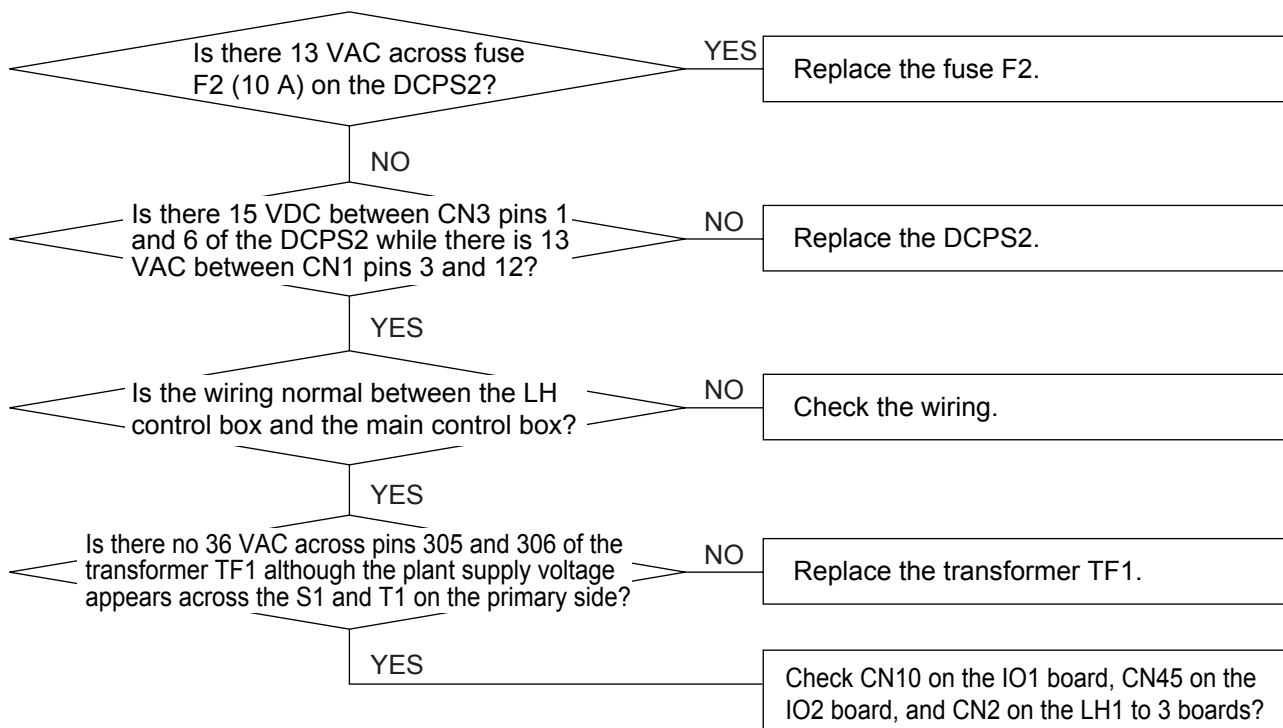 Is there 13 VAC across fuse
F2 (10 A) on the DCPS2?
YES
Replace the fuse F2.
NO
Is there 15 VDC between CN3 pins 1
and 6 of the DCPS2 while there is 13
VAC between CN1 pins 3 and 12?
NO
Replace the DCPS2.
YES
Is the wiring normal between the LH
control box and the main control box?
NO
Check the wiring.
YES
Is there no 36 VAC across pins 305 and 306 of the
transformer TF1 although the plant supply voltage
appears across the S1 and T1 on the primary side?
NO
Replace the transformer TF1.
YES
Check CN10 on the IO1 board, CN45 on the
IO2 board, and CN2 on the LH1 to 3 boards?